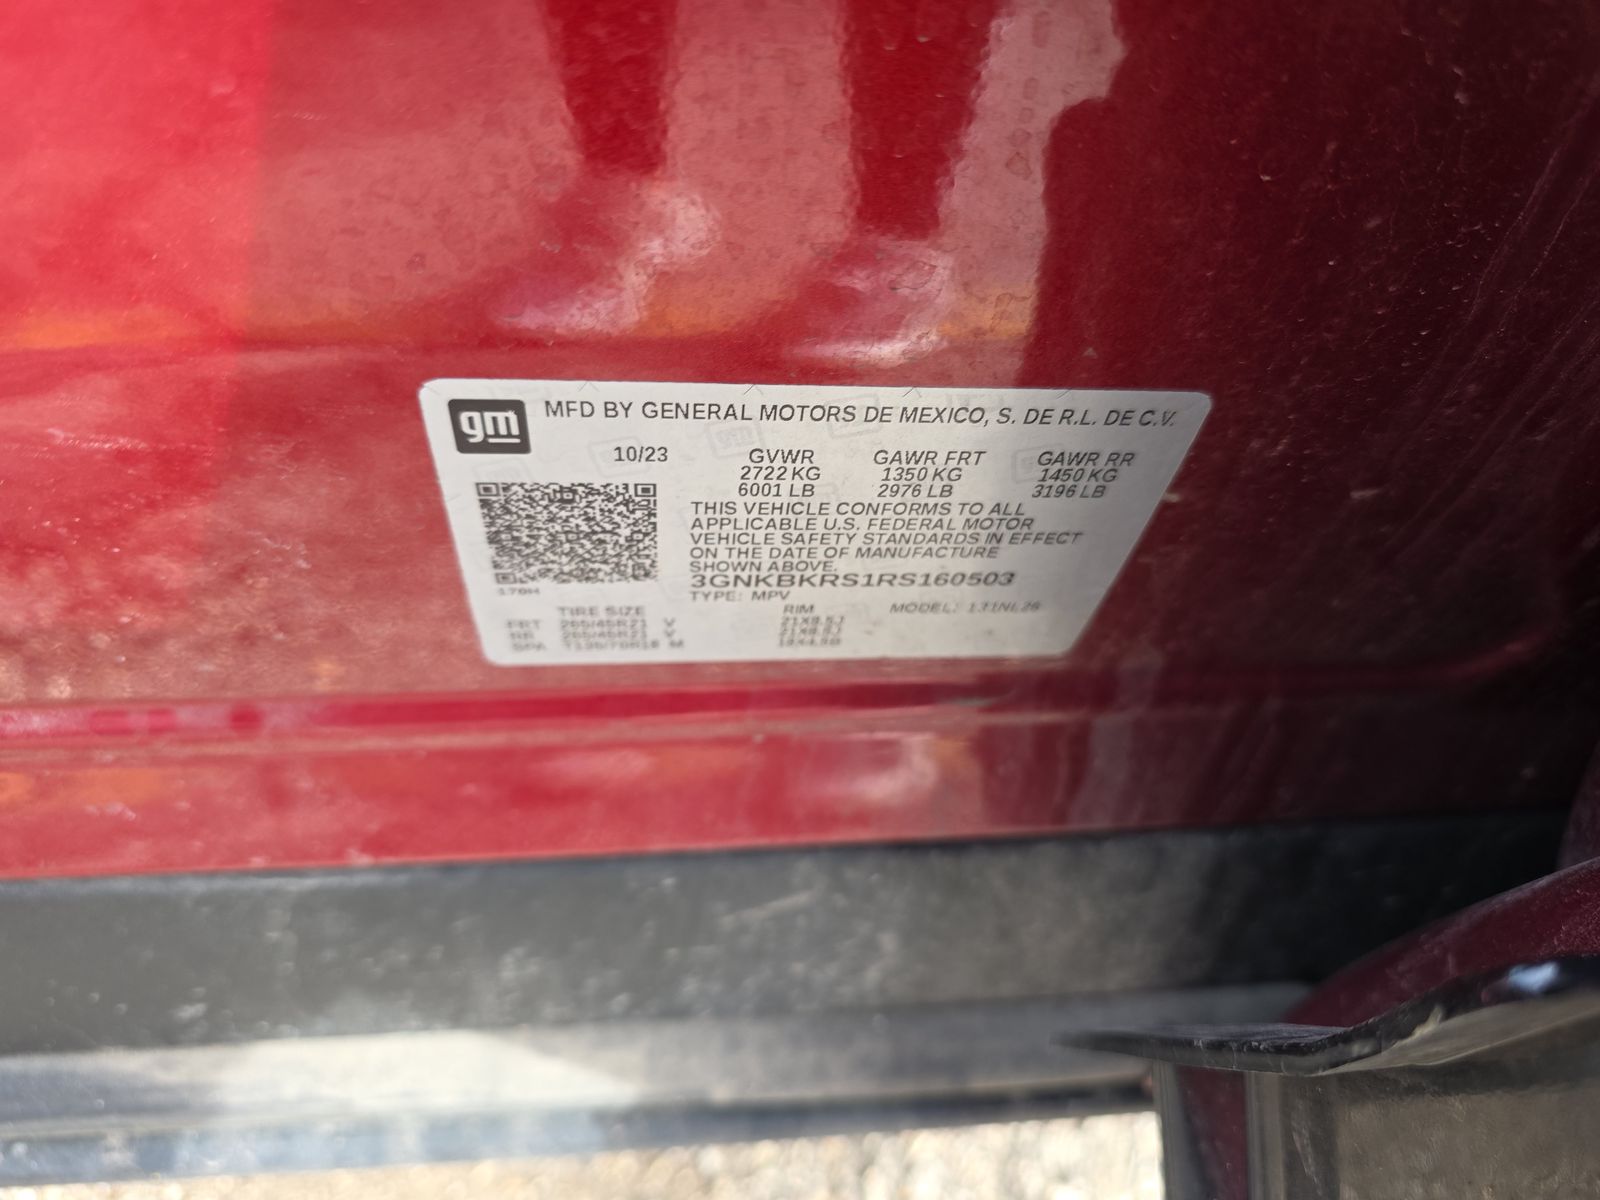 gm MFD BY GENERAL MOTORS DE MEXICO, S. DE R.L. DE C.V.
10/23 GVWR GAWR FRT GAWR RR
2722 KG 1350 KG 1450 KG
6001 LB 2976 LB 3196 LB
THIS VEHICLE CONFORMS TO ALL
APPLICABLE U.S. FEDERAL MOTOR
VEHICLE SAFETY STANDARDS IN EFFECT
ON THE DATE OF MANUFACTURE
SHOWN ABOVE.
3GNKBKRS1RS160503
TYPE: MPV
TIRE SIZE RIM MODEL:
FRT V
RR V
SPA M